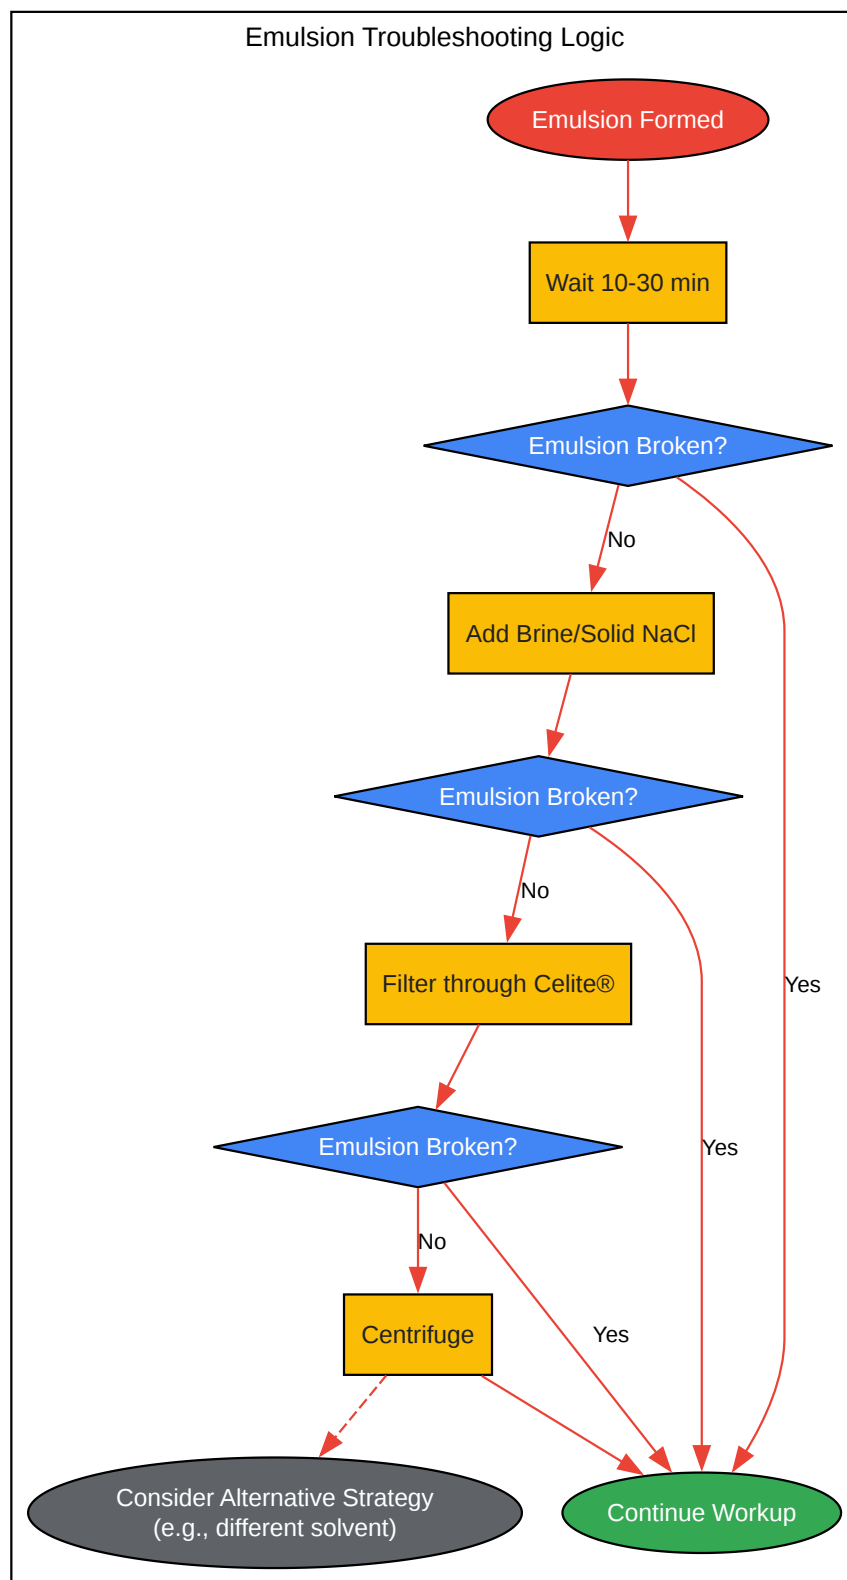 Emulsion Troubleshooting Logic
Emulsion Formed
Wait 10-30 min
Emulsion Broken?
No
Add Brine/Solid NaCl
Emulsion Broken?
No
Filter through Celite®
Yes
Emulsion Broken?
Yes
No
Centrifuge
Yes
Consider Alternative Strategy
(e.g., different solvent)
Continue Workup